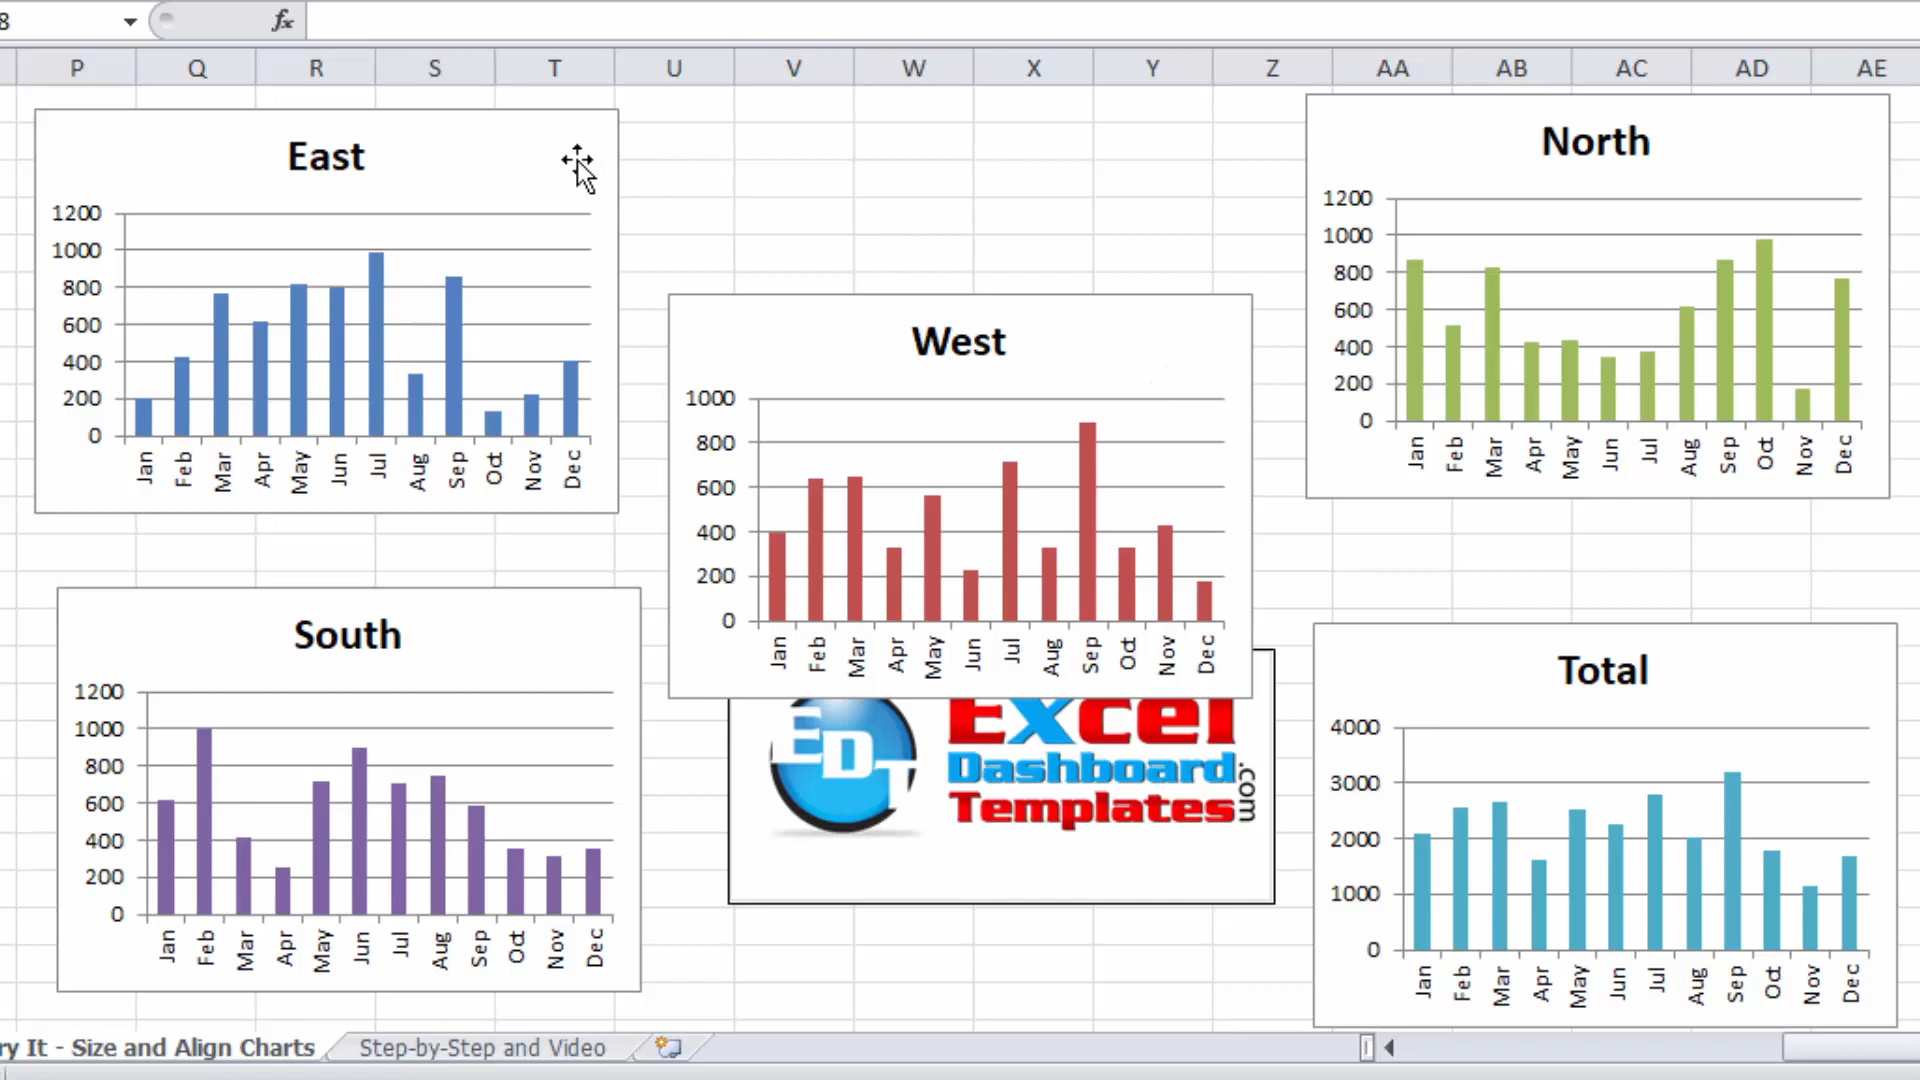 8
fx
P Q R S T U V W X Y Z AA AB AC AD AE
East
1200
1000
800
600
400
200
0
Jan Feb Mar Apr May Jun Jul Aug Sep Oct Nov Dec
West
1000
800
600
400
200
0
Jan Feb Mar Apr May Jun Jul Aug Sep Oct Nov Dec
North
1200
1000
800
600
400
200
0
Jan Feb Mar Apr May Jun Jul Aug Sep Oct Nov Dec
South
1200
1000
800
600
400
200
0
Jan Feb Mar Apr May Jun Jul Aug Sep Oct Nov Dec
EDT
Excel
Dashboard
Templates
.com
Total
4000
3000
2000
1000
0
Jan Feb Mar Apr May Jun Jul Aug Sep Oct Nov Dec
ry It - Size and Align Charts
Step-by-Step and Video